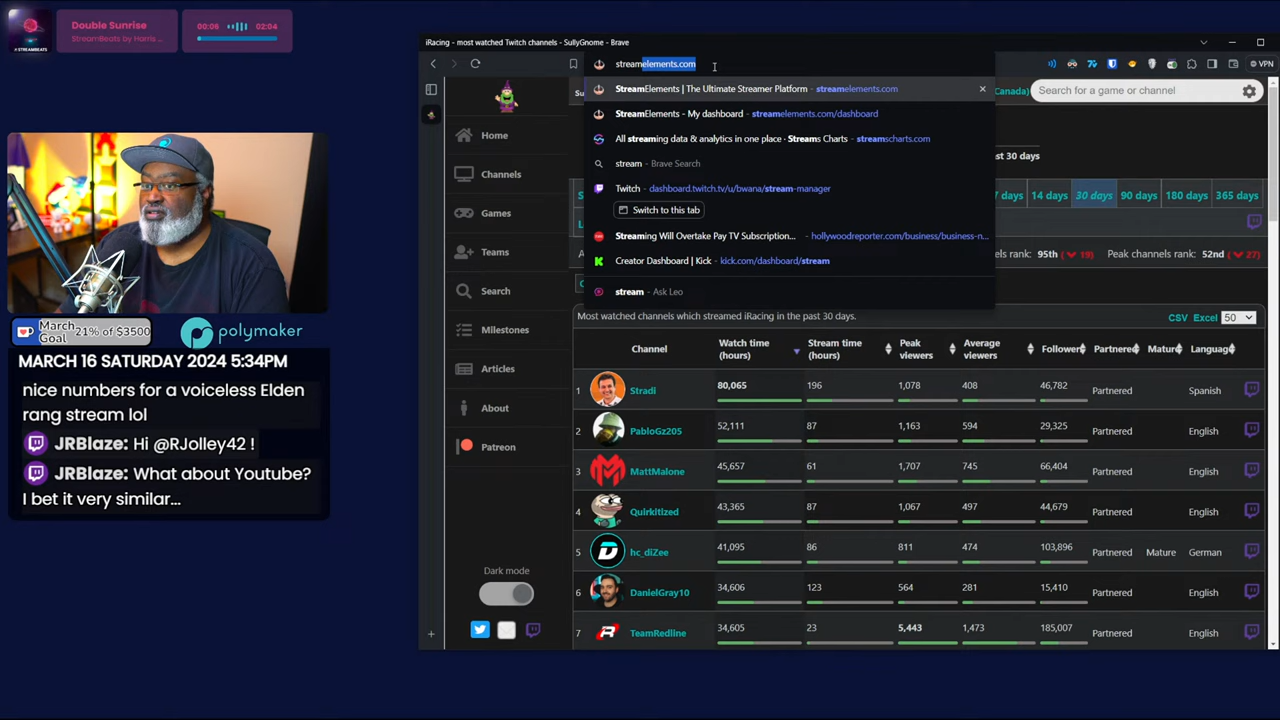 Double Sunrise
StreamBeats by Harris ...
00:06
02:04
# STREAMBEATS
March Goal
21% of $3500
polymaker
MARCH 16 SATURDAY 2024 5:34PM
nice numbers for a voiceless Elden
rang stream lol
JRBlaze: Hi @RJolley42 !
JRBlaze: What about Youtube?
I bet it very similar...
iRacing - most watched Twitch channels - SullyGnome - Brave
streamelements.com
VPN
StreamElements | The Ultimate Streamer Platform - streamelements.com
StreamElements - My dashboard - streamelements.com/dashboard
All streaming data & analytics in one place · Streams Charts - streamscharts.com
stream - Brave Search
Twitch - dashboard.twitch.tv/u/bwana/stream-manager
Switch to this tab
Streaming Will Overtake Pay TV Subscription... - hollywoodreporter.com/business/business-n...
Creator Dashboard | Kick - kick.com/dashboard/stream
stream - Ask Leo
Canada)
Search for a game or channel
st 30 days
7 days 14 days 30 days 90 days 180 days 365 days
nels rank: 95th ( 19) Peak channels rank: 52nd ( 27)
Home
Channels
Games
Teams
Search
Milestones
Articles
About
Patreon
Dark mode
Most watched channels which streamed iRacing in the past 30 days.
CSV Excel 50
Channel Watch time (hours) Stream time (hours) Peak viewers Average viewers Follower Partnere Mature Language
1 Stradi 80,065 196 1,078 408 46,782 Partnered Spanish
2 PabloGz205 52,111 87 1,163 594 29,325 Partnered English
3 MattMalone 45,657 61 1,707 745 66,404 Partnered English
4 Quirkitized 43,365 87 1,067 497 44,679 Partnered English
5 hc_diZee 41,095 86 811 474 103,896 Partnered Mature German
6 DanielGray10 34,606 123 564 281 15,410 Partnered English
7 TeamRedline 34,605 23 5,443 1,473 185,007 Partnered English